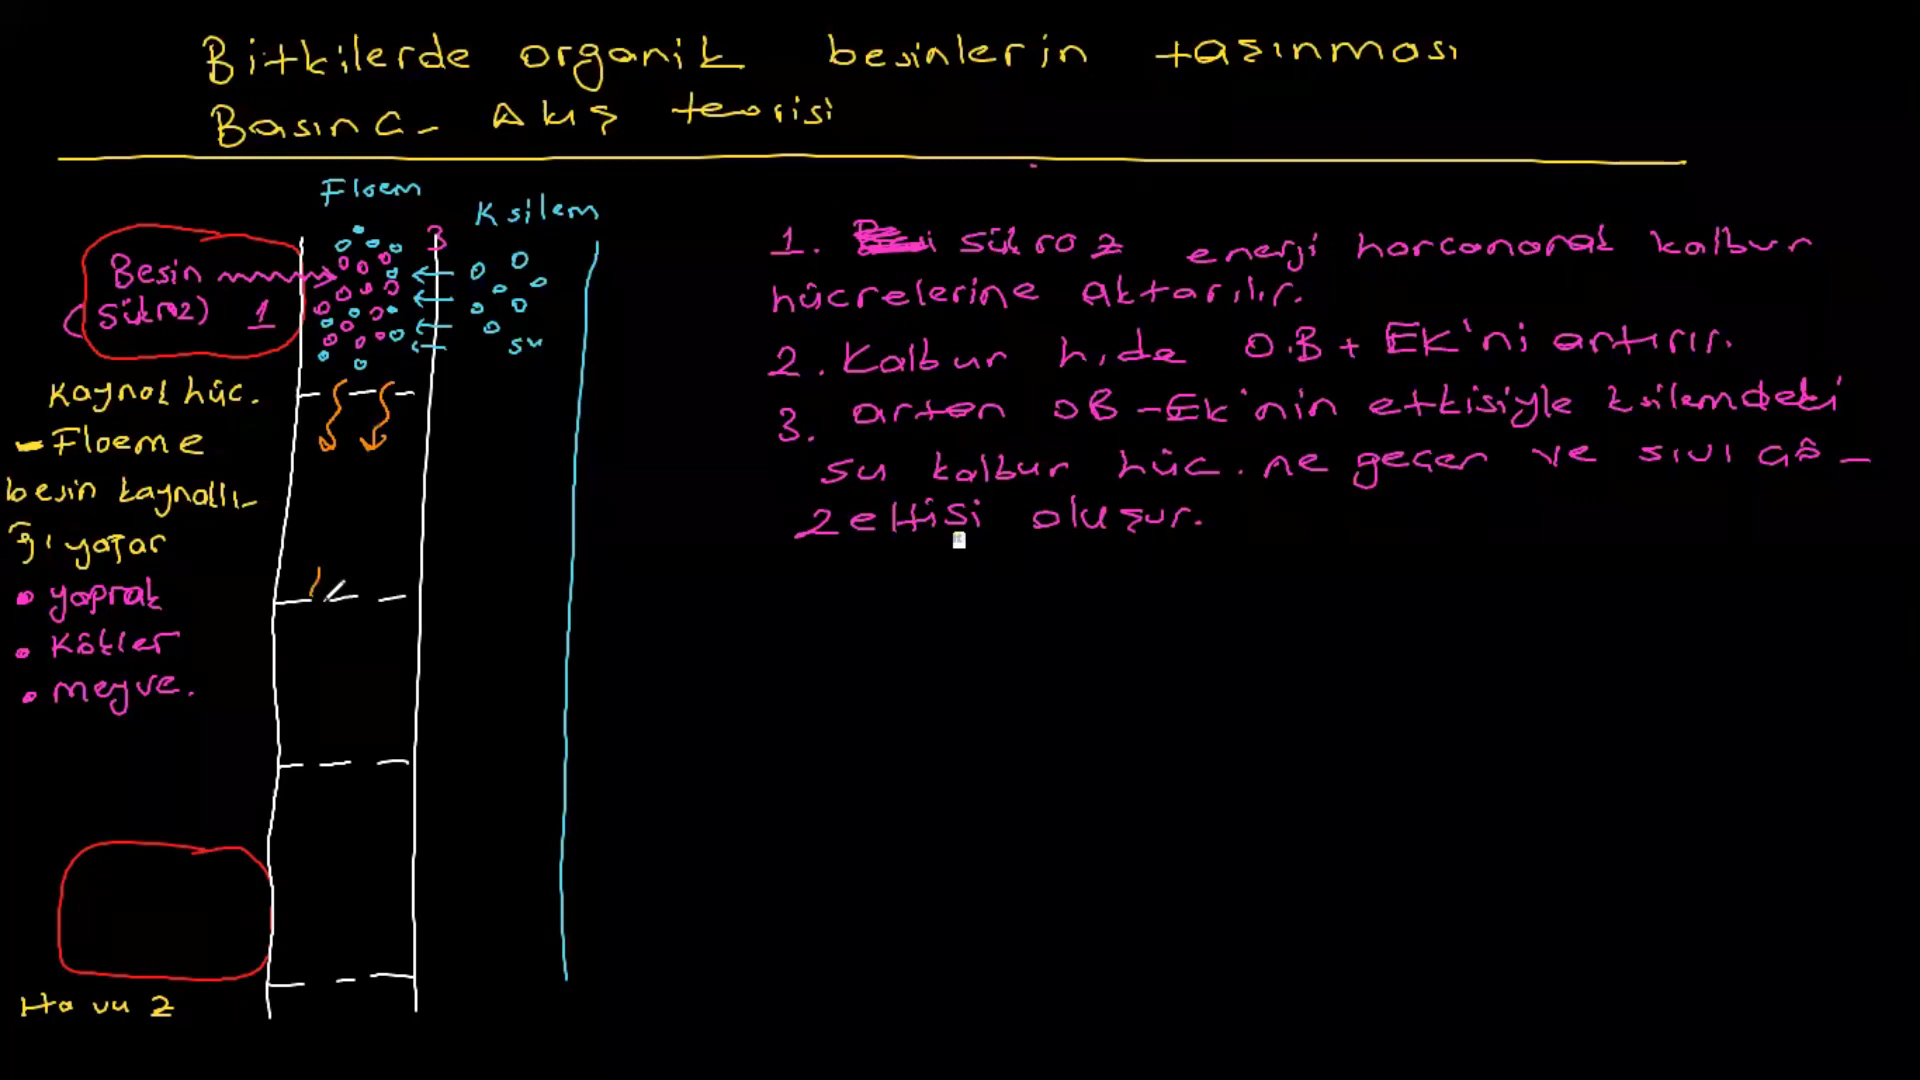 Bitkilerde organik besinlerin taşınması
Basınç - Akış teorisi
Floem
Ksilem
3
Besin
(Sükroz) 1
su
Kaynak hüc.
- Floeme
besin kaynaklı-
ğı yapar
• yaprak
• Kökler
• meyve.
Havuz
1. sükroz enerji harcanarak kalbur
hücrelerine aktarılır.
2. Kalbur h.de O.B + EK'ni artırır.
3. artan OB - Ek'nin etkisiyle ksilemdeki
su kalbur hüc. ne geçer ve sıvı çö-
zeltisi oluşur.